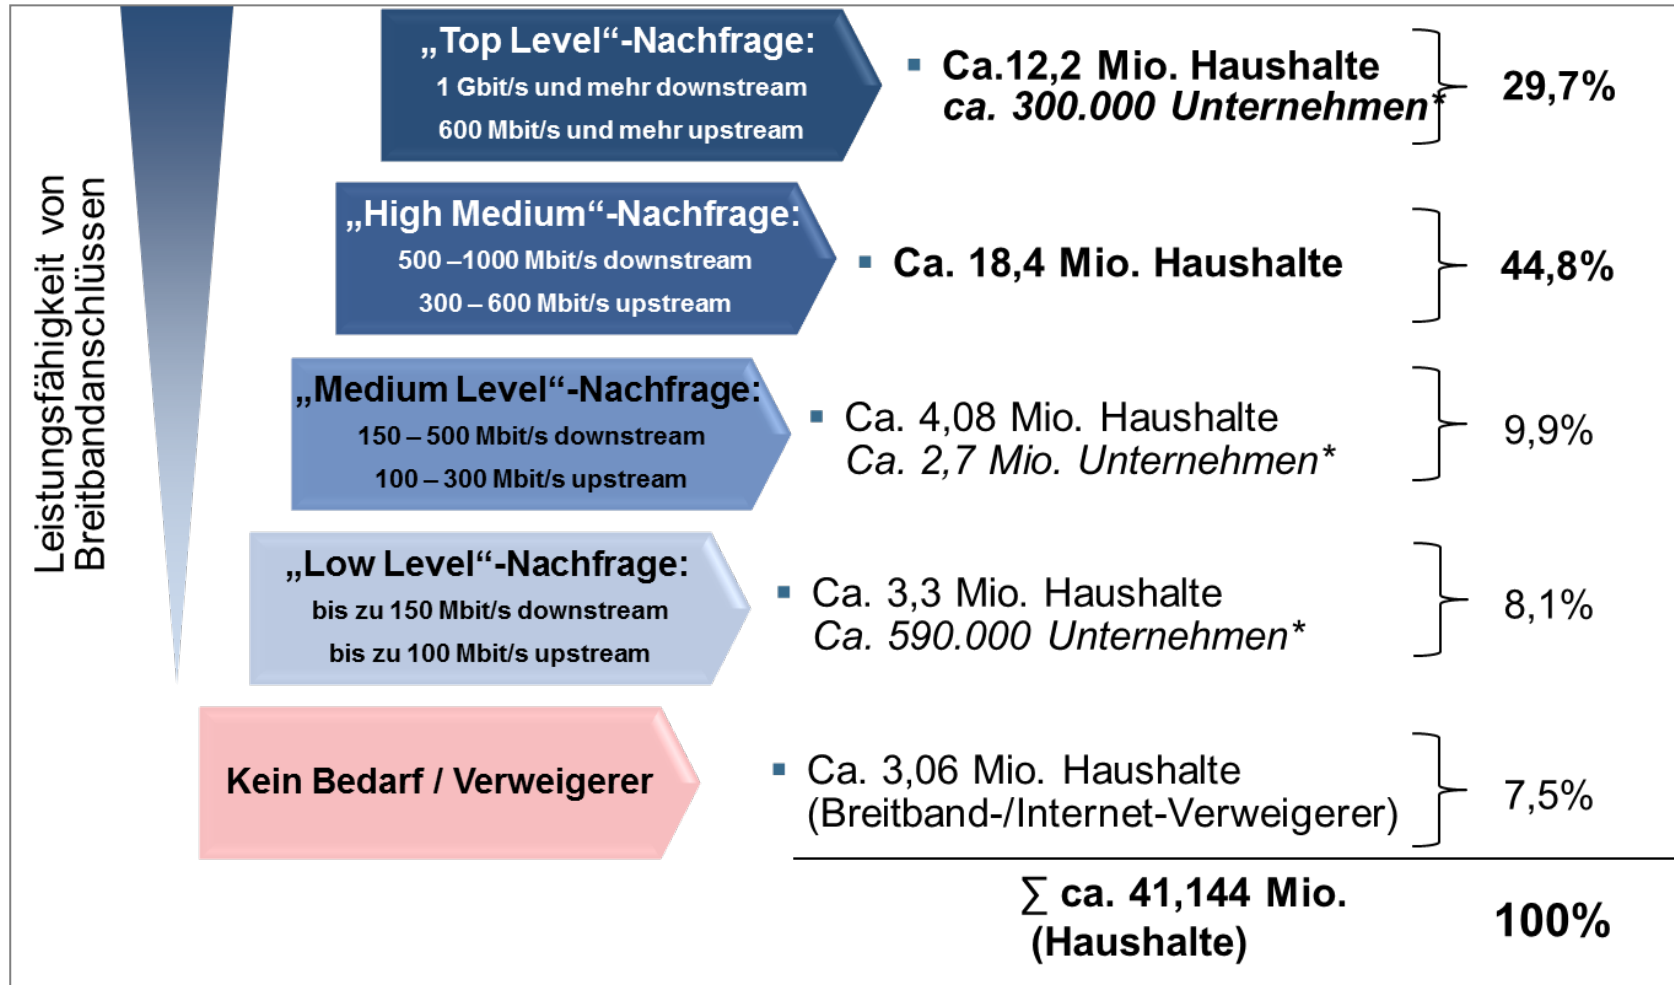 Leistungsfähigkeit von
Breitbandanschlüssen
„Top Level“-Nachfrage:
1 Gbit/s und mehr downstream
600 Mbit/s und mehr upstream
▪ Ca.12,2 Mio. Haushalte
ca. 300.000 Unternehmen*
29,7%
„High Medium“-Nachfrage:
500 –1000 Mbit/s downstream
300 – 600 Mbit/s upstream
▪ Ca. 18,4 Mio. Haushalte
44,8%
„Medium Level“-Nachfrage:
150 – 500 Mbit/s downstream
100 – 300 Mbit/s upstream
▪ Ca. 4,08 Mio. Haushalte
Ca. 2,7 Mio. Unternehmen*
9,9%
„Low Level“-Nachfrage:
bis zu 150 Mbit/s downstream
bis zu 100 Mbit/s upstream
▪ Ca. 3,3 Mio. Haushalte
Ca. 590.000 Unternehmen*
8,1%
Kein Bedarf / Verweigerer
▪ Ca. 3,06 Mio. Haushalte
(Breitband-/Internet-Verweigerer)
7,5%
∑ ca. 41,144 Mio.
(Haushalte)
100%